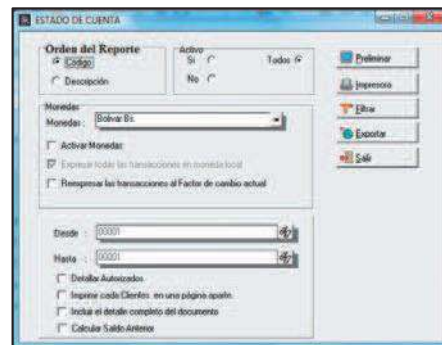 ESTADO DE CUENTA
Orden del Reporte
Código
Descripción
Activo
Si
Todos
No
Preliminar
Impresora
Filtrar
Exportar
Salir
Monedas
Monedas: Bolivar Bs.
Activar Monedas
Expresar todas las transacciones en moneda local
Reexpresar las transacciones al Factor de cambio actual
Desde : 00001
Hasta : 00001
Detallar Autorizados
Imprimir cada Clientes en una página aparte.
Incluir el detalle completo del documento
Calcular Saldo Anterior